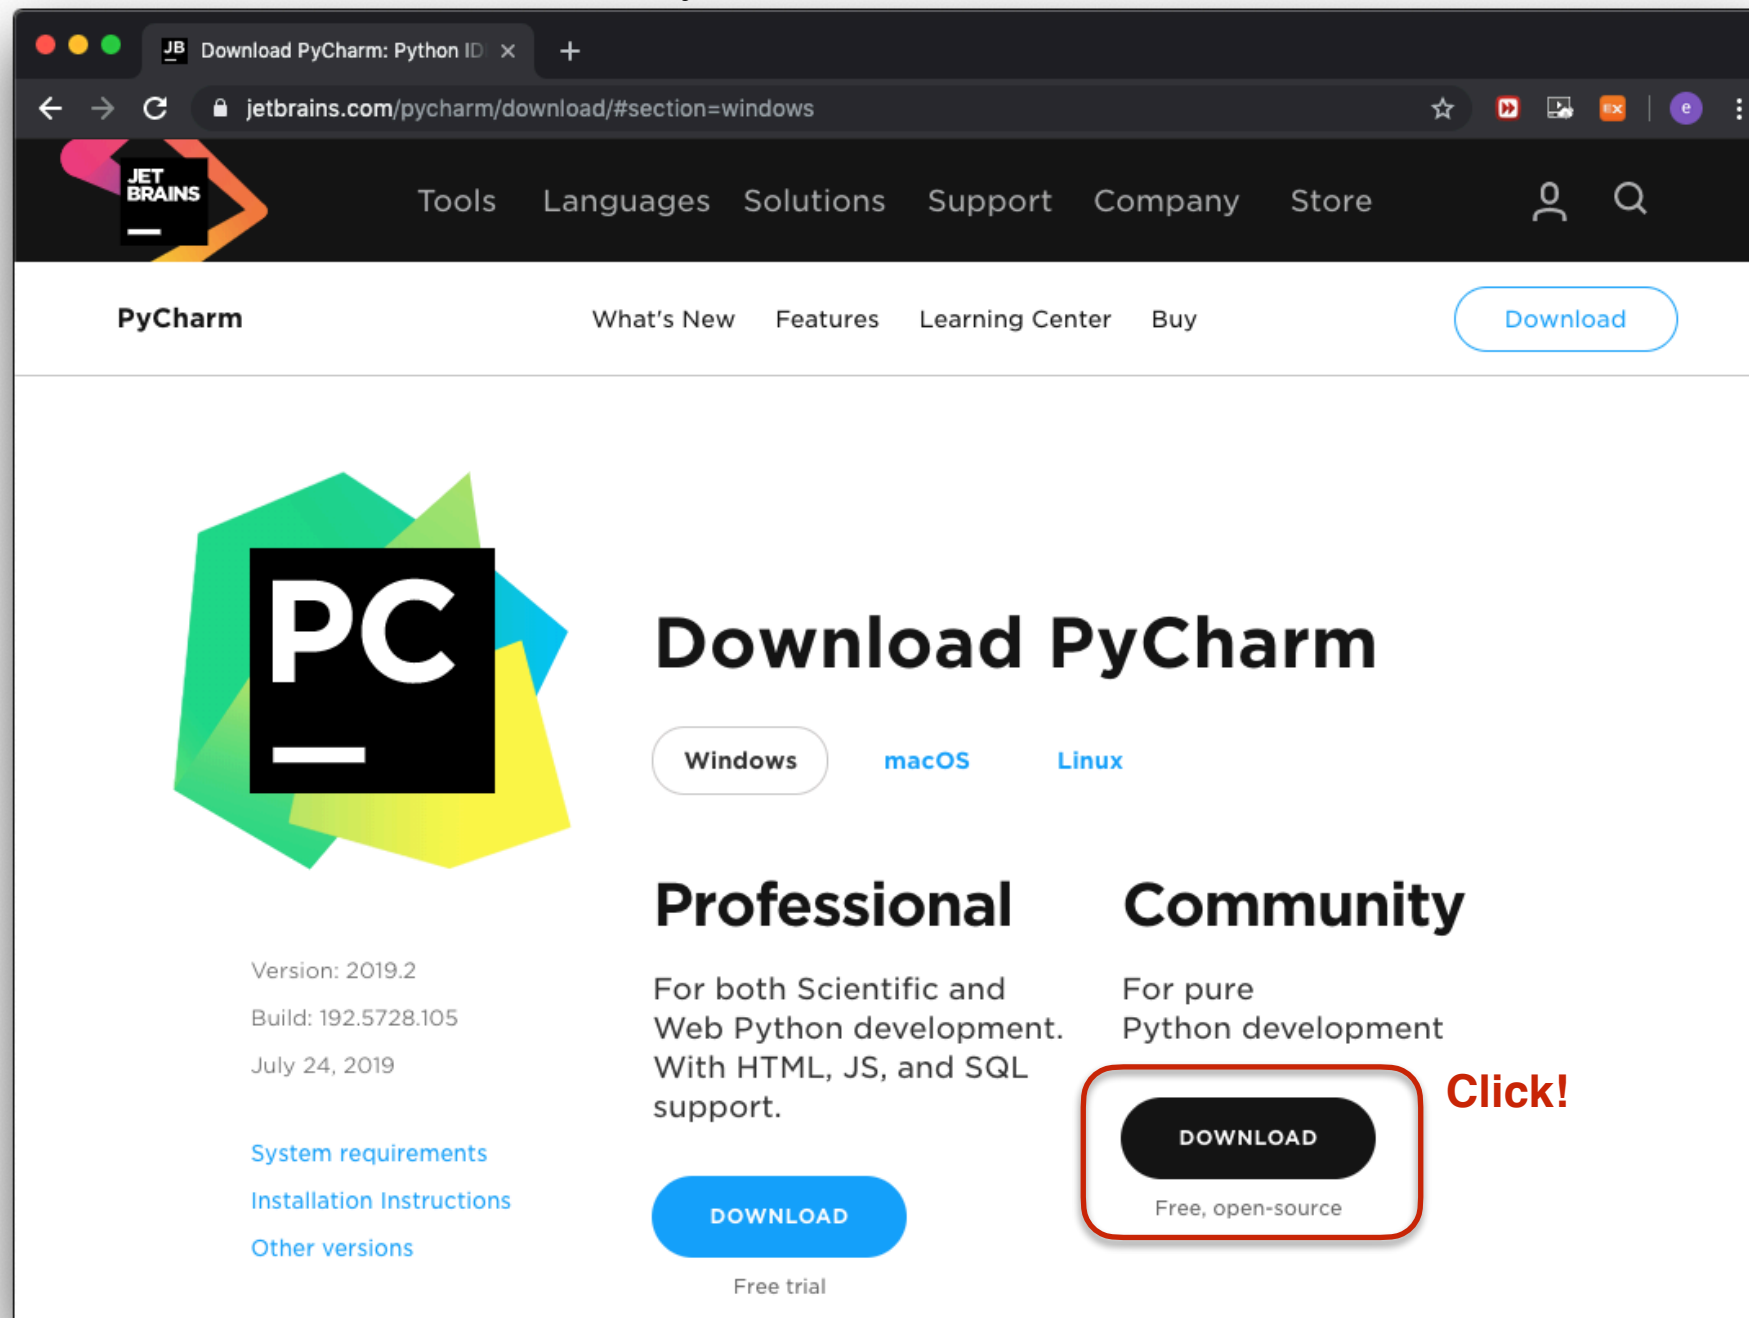 JB Download PyCharm: Python ID
jetbrains.com/pycharm/download/#section=windows
EX
e
JET
BRAINS
Tools Languages Solutions Support Company Store
PyCharm
What's New Features Learning Center Buy
Download
PC
Download PyCharm
Windows macOS Linux
Version: 2019.2
Build: 192.5728.105
July 24, 2019
System requirements
Installation Instructions
Other versions
Professional
For both Scientific and
Web Python development.
With HTML, JS, and SQL
support.
DOWNLOAD
Free trial
Community
For pure
Python development
DOWNLOAD
Free, open-source
Click!